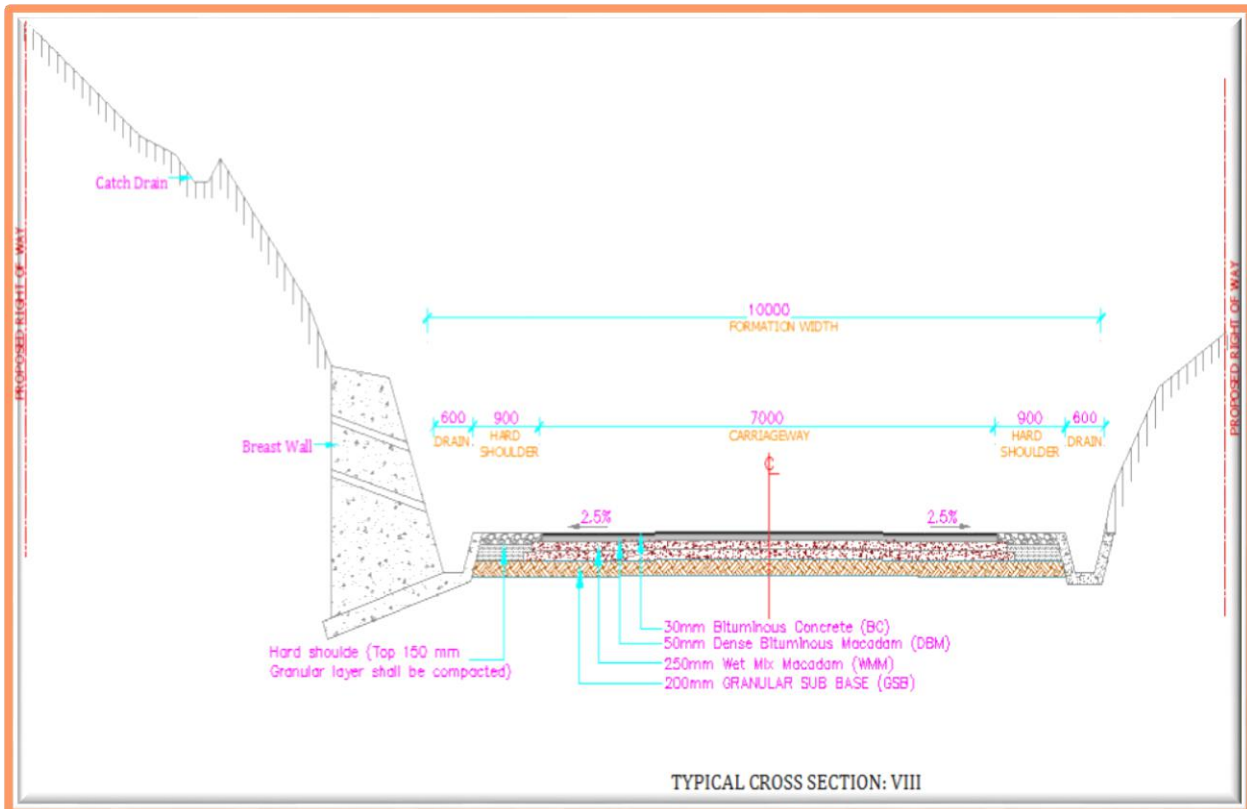 Catch Drain
PROPOSED RIGHT OF WAY
PROPOSED RIGHT OF WAY
10000
FORMATION WIDTH
600
DRAIN
900
HARD
SHOULDER
7000
CARRIAGEWAY
900
HARD
SHOULDER
600
DRAIN
Breast Wall
℄
2.5%
2.5%
30mm Bituminous Concrete (BC)
50mm Dense Bituminous Macadam (DBM)
250mm Wet Mix Macadam (WMM)
200mm GRANULAR SUB BASE (GSB)
Hard shoulde (Top 150 mm
Granular layer shall be compacted)
TYPICAL CROSS SECTION: VIII